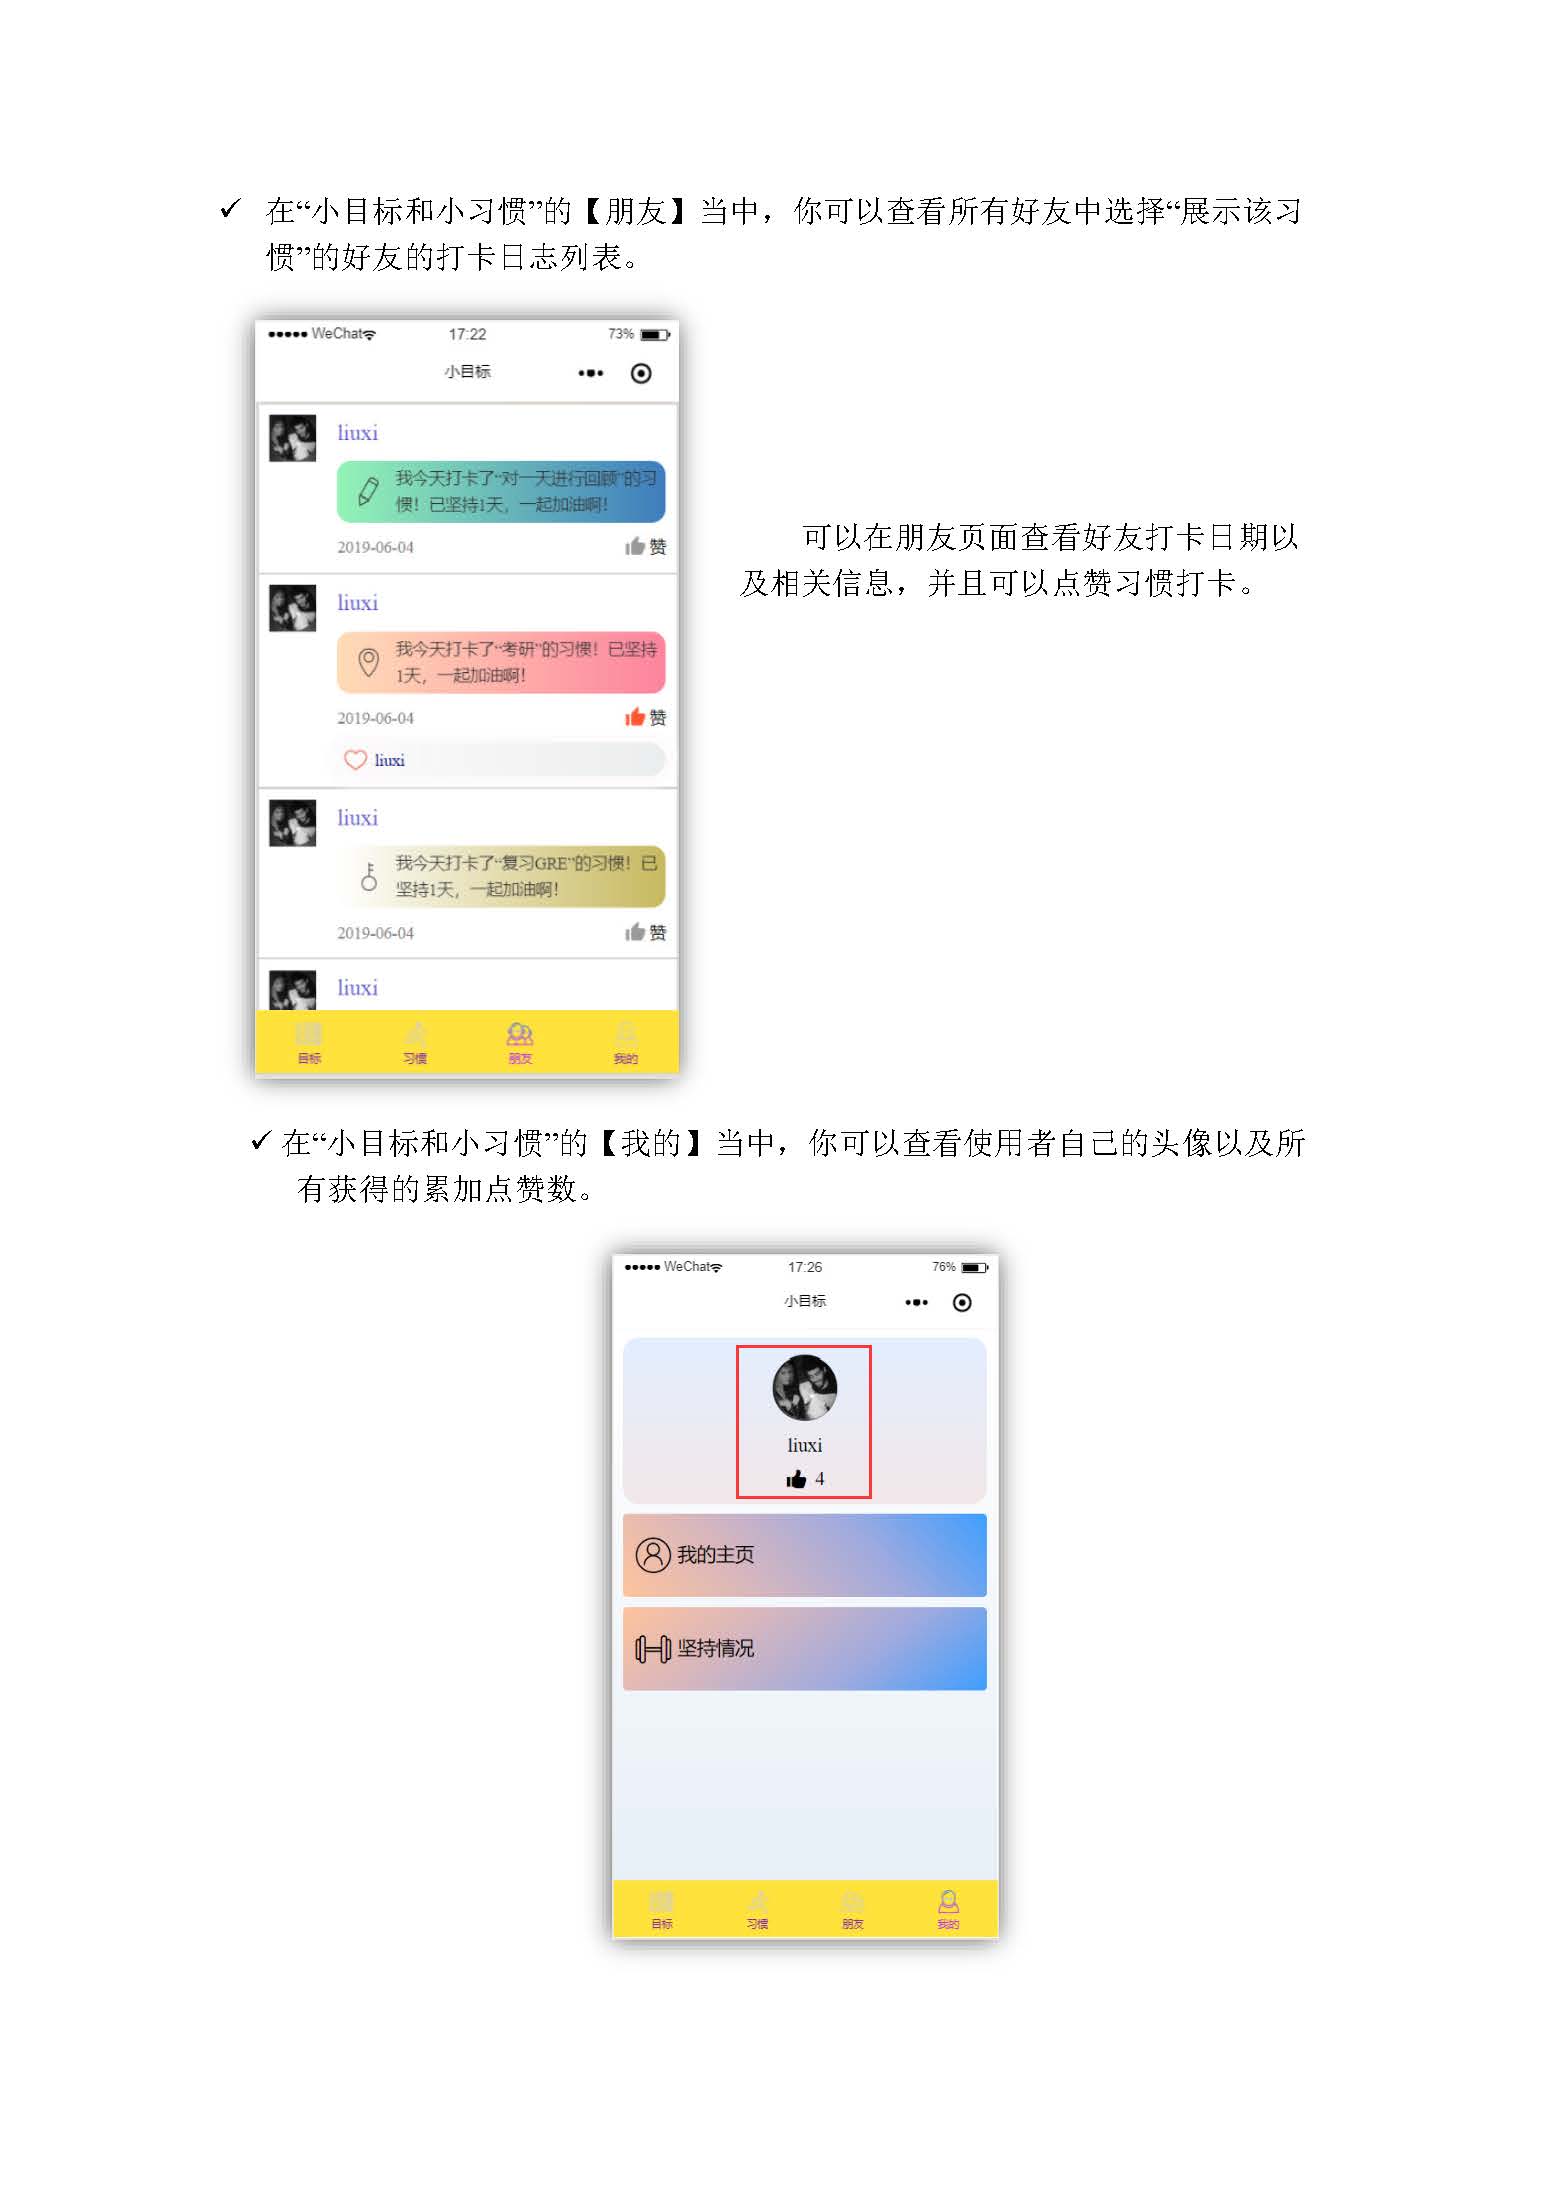 ✓ 在“小目标和小习惯”的【朋友】当中，你可以查看所有好友中选择“展示该习
惯”的好友的打卡日志列表。
●●●●● WeChat 17:22 73%
小目标
liuxi
我今天打卡了“对一天进行回顾”的习
惯！已坚持1天，一起加油啊！
2019-06-04 赞
liuxi
我今天打卡了“考研”的习惯！已坚持
1天，一起加油啊！
2019-06-04 赞
liuxi
liuxi
我今天打卡了“复习GRE”的习惯！已
坚持1天，一起加油啊！
2019-06-04 赞
liuxi
目标 习惯 朋友 我的
可以在朋友页面查看好友打卡日期以
及相关信息，并且可以点赞习惯打卡。
✓ 在“小目标和小习惯”的【我的】当中，你可以查看使用者自己的头像以及所
有获得的累加点赞数。
●●●●● WeChat 17:26 76%
小目标
liuxi
4
我的主页
坚持情况
目标 习惯 朋友 我的